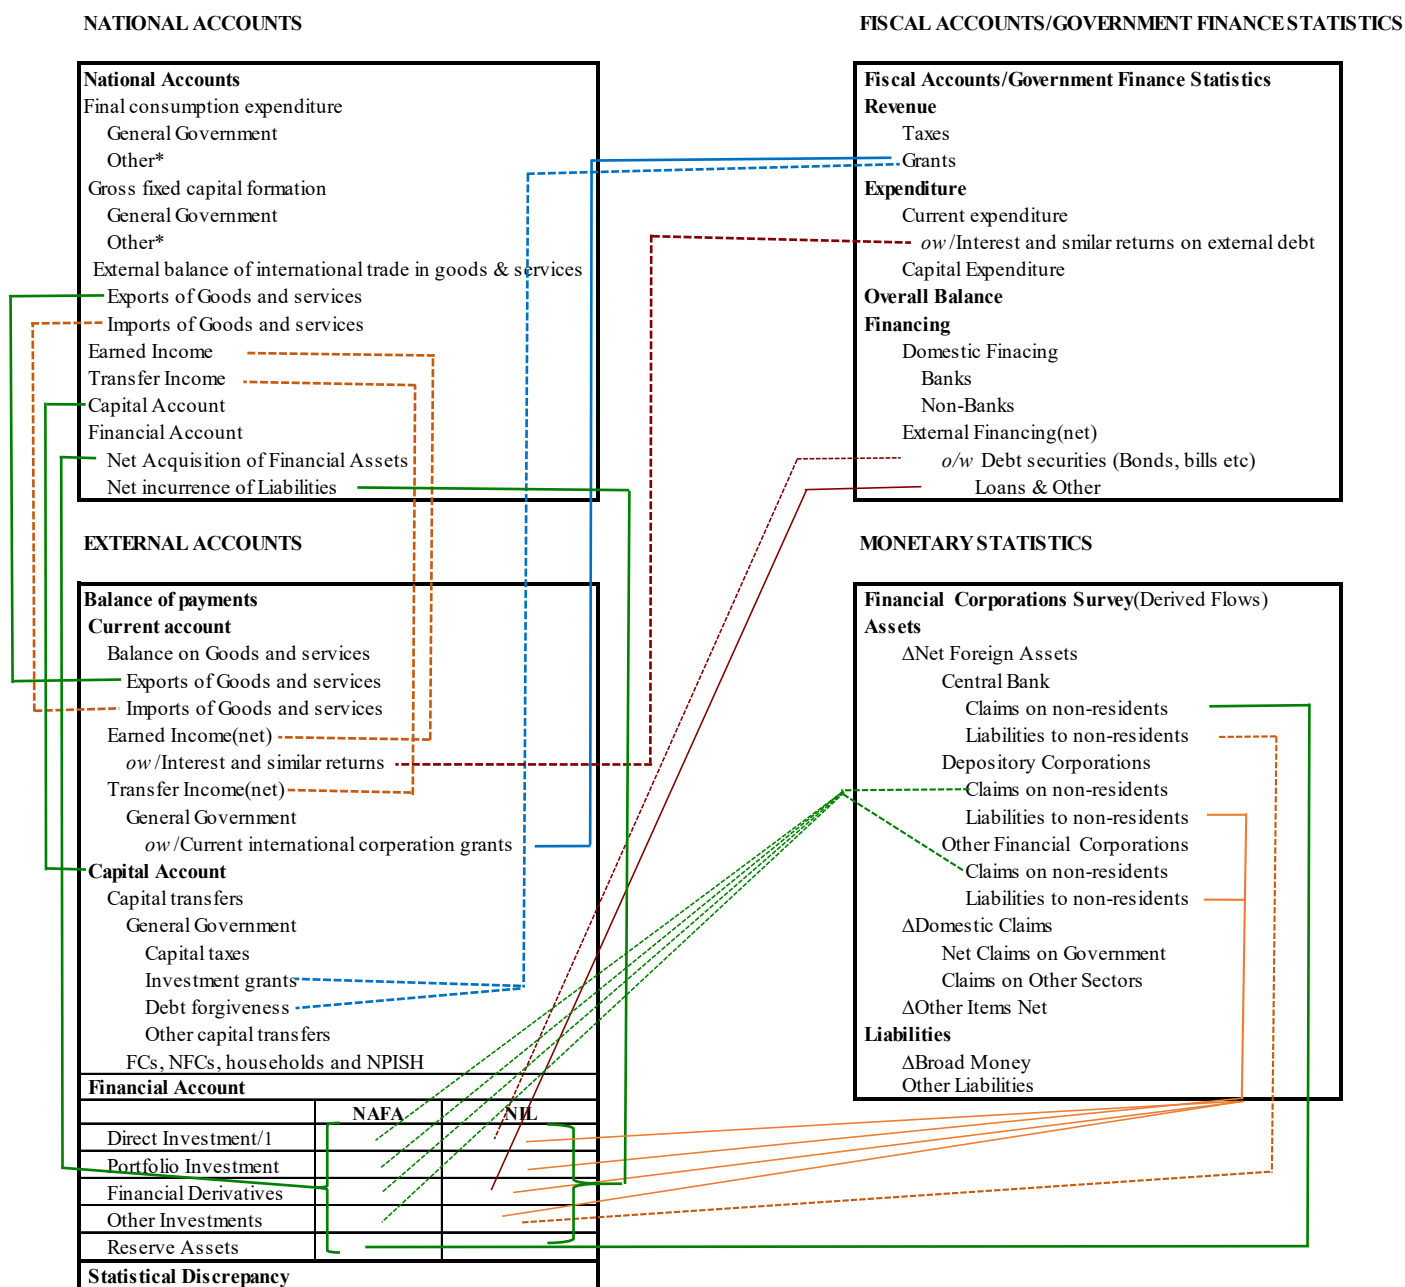 NATIONAL ACCOUNTS
National Accounts
Final consumption expenditure
General Government
Other*
Gross fixed capital formation
General Government
Other*
External balance of international trade in goods & services
Exports of Goods and services
Imports of Goods and services
Earned Income
Transfer Income
Capital Account
Financial Account
Net Acquisition of Financial Assets
Net incurrence of Liabilities
FISCAL ACCOUNTS/GOVERNMENT FINANCE STATISTICS
Fiscal Accounts/Government Finance Statistics
Revenue
Taxes
Grants
Expenditure
Current expenditure
ow/Interest and smilar returns on external debt
Capital Expenditure
Overall Balance
Financing
Domestic Finacing
Banks
Non-Banks
External Financing(net)
o/w Debt securities (Bonds, bills etc)
Loans & Other
EXTERNAL ACCOUNTS
Balance of payments
Current account
Balance on Goods and services
Exports of Goods and services
Imports of Goods and services
Earned Income(net)
ow/Interest and similar returns
Transfer Income(net)
General Government
ow/Current international corperation grants
Capital Account
Capital transfers
General Government
Capital taxes
Investment grants
Debt forgiveness
Other capital transfers
FCs, NFCs, households and NPISH
Financial Account
NAFA NIL
Direct Investment/1
Portfolio Investment
Financial Derivatives
Other Investments
Reserve Assets
Statistical Discrepancy
MONETARY STATISTICS
Financial Corporations Survey(Derived Flows)
Assets
ΔNet Foreign Assets
Central Bank
Claims on non-residents
Liabilities to non-residents
Depository Corporations
Claims on non-residents
Liabilities to non-residents
Other Financial Corporations
Claims on non-residents
Liabilities to non-residents
ΔDomestic Claims
Net Claims on Government
Claims on Other Sectors
ΔOther Items Net
Liabilities
ΔBroad Money
Other Liabilities